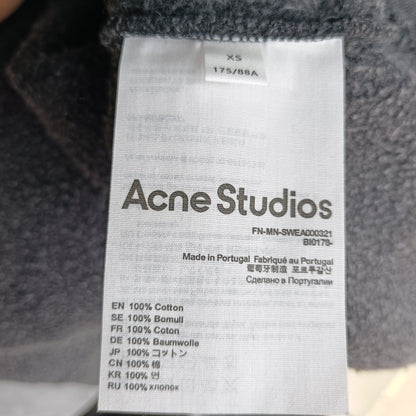 XS
175/88A
Acne Studios
FN-MN-SWEA000321
BI0178-
Made in Portugal Fabriqué au Portugal
葡萄牙制造 포르투갈산
Сделано в Португалии
EN 100% Cotton
SE 100% Bomull
FR 100% Coton
DE 100% Baumwolle
JP 100% コットン
CN 100% 棉
KR 100% 면
RU 100% хлопок